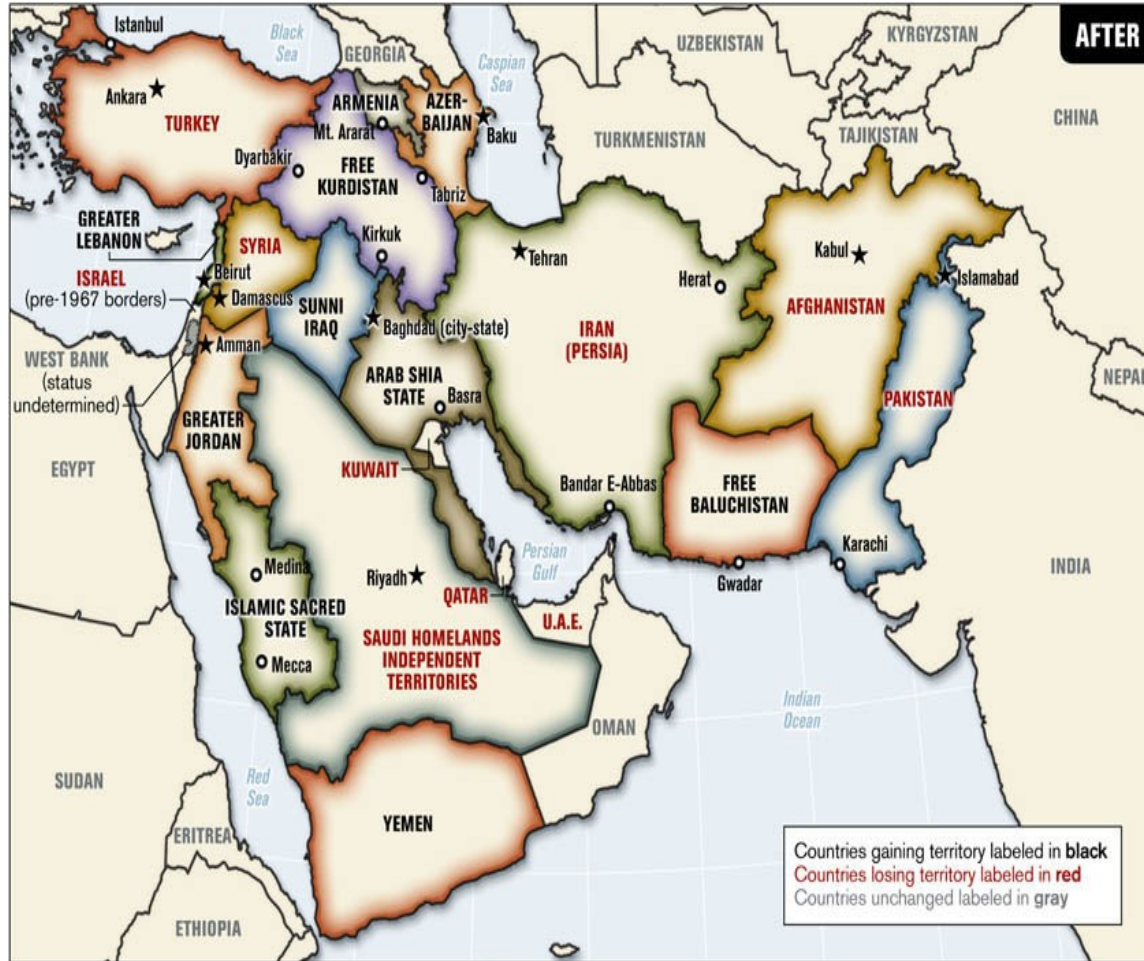 AFTER
Istanbul
Black
Sea
GEORGIA
Caspian
Sea
UZBEKISTAN
KYRGYZSTAN
CHINA
Ankara
TURKEY
ARMENIA
Mt. Ararat
AZER-
BAIJAN
Baku
TURKMENISTAN
TAJIKISTAN
Dyarbakir
FREE
KURDISTAN
Tabriz
GREATER
LEBANON
SYRIA
Kirkuk
Tehran
Herat
Kabul
Islamabad
ISRAEL
(pre-1967 borders)
Beirut
Damascus
SUNNI
IRAQ
Baghdad (city-state)
IRAN
(PERSIA)
AFGHANISTAN
WEST BANK
(status
undetermined)
Amman
ARAB SHIA
STATE
Basra
PAKISTAN
NEPAL
GREATER
JORDAN
EGYPT
KUWAIT
Bandar E-Abbas
FREE
BALUCHISTAN
Karachi
Gwadar
INDIA
Medina
ISLAMIC SACRED
STATE
Mecca
Riyadh
Persian
Gulf
QATAR
U.A.E.
SAUDI HOMELANDS
INDEPENDENT
TERRITORIES
OMAN
Indian
Ocean
SUDAN
Red
Sea
YEMEN
ERITREA
ETHIOPIA
Countries gaining territory labeled in black
Countries losing territory labeled in red
Countries unchanged labeled in gray